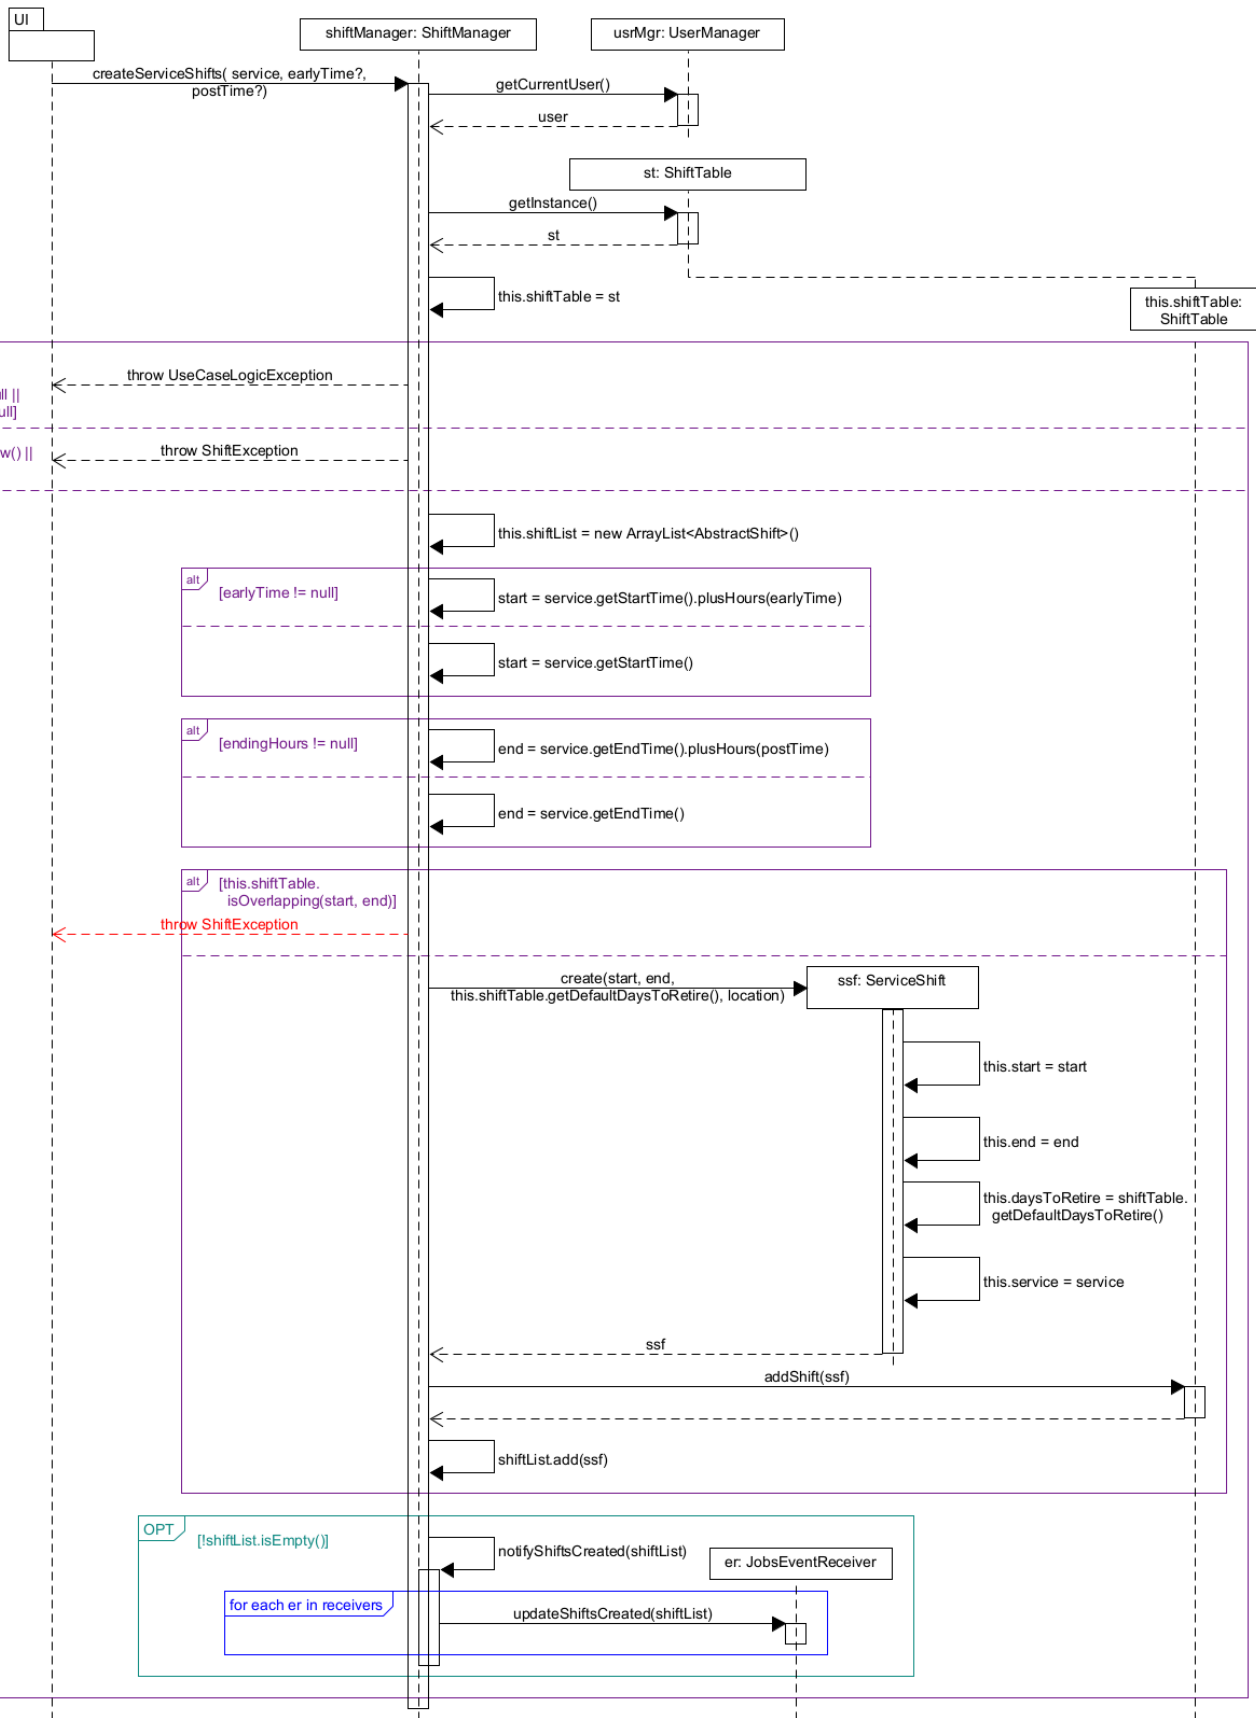 UI
shiftManager: ShiftManager
usrMgr: UserManager
createServiceShifts( service, earlyTime?,
postTime?)
getCurrentUser()
user
st: ShiftTable
getInstance()
st
this.shiftTable = st
this.shiftTable:
ShiftTable
throw UseCaseLogicException
ll ||
ull]
throw ShiftException
w() ||
this.shiftList = new ArrayList<AbstractShift>()
alt
[earlyTime != null]
start = service.getStartTime().plusHours(earlyTime)
start = service.getStartTime()
alt
[endingHours != null]
end = service.getEndTime().plusHours(postTime)
end = service.getEndTime()
alt
[this.shiftTable.
isOverlapping(start, end)]
throw ShiftException
create(start, end,
this.shiftTable.getDefaultDaysToRetire(), location)
ssf: ServiceShift
this.start = start
this.end = end
this.daysToRetire = shiftTable.
getDefaultDaysToRetire()
this.service = service
ssf
addShift(ssf)
shiftList.add(ssf)
OPT
[!shiftList.isEmpty()]
notifyShiftsCreated(shiftList)
er: JobsEventReceiver
for each er in receivers
updateShiftsCreated(shiftList)